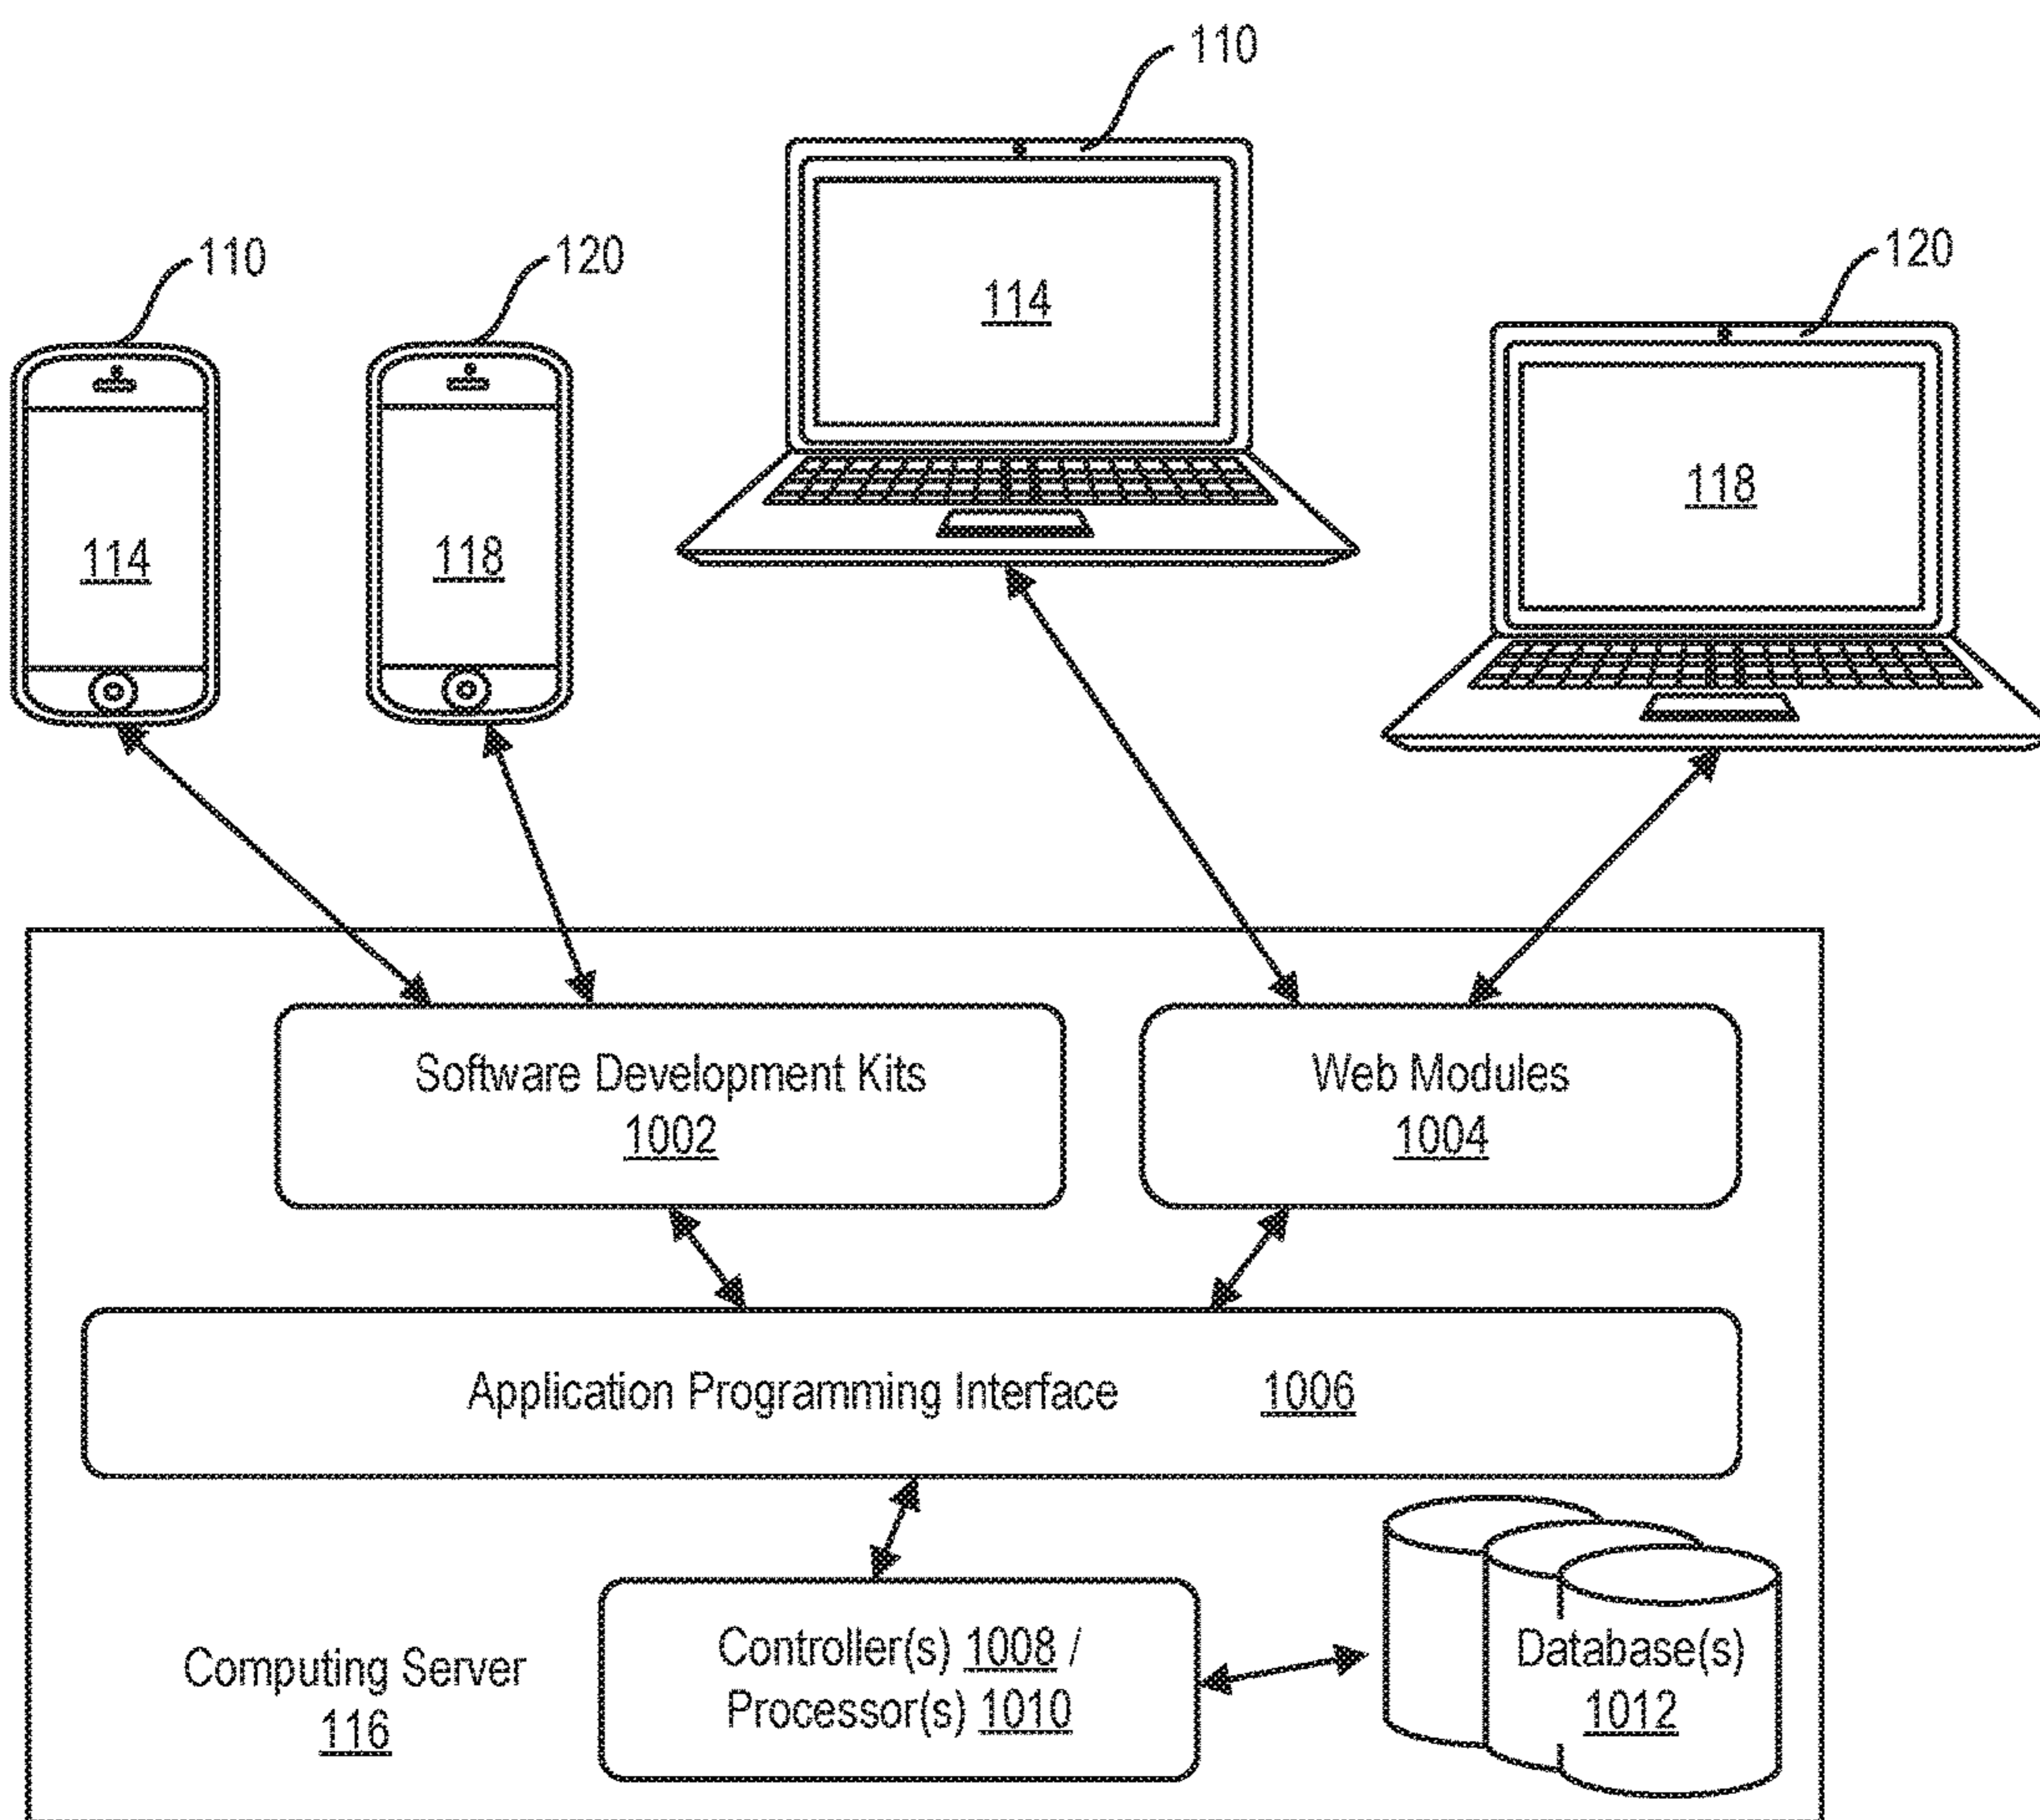 110
110
120
120
114
118
114
118
Software Development Kits
1002
Web Modules
1004
Application Programming Interface 1006
Computing Server
116
Controller(s) 1008 /
Processor(s) 1010
Database(s)
1012